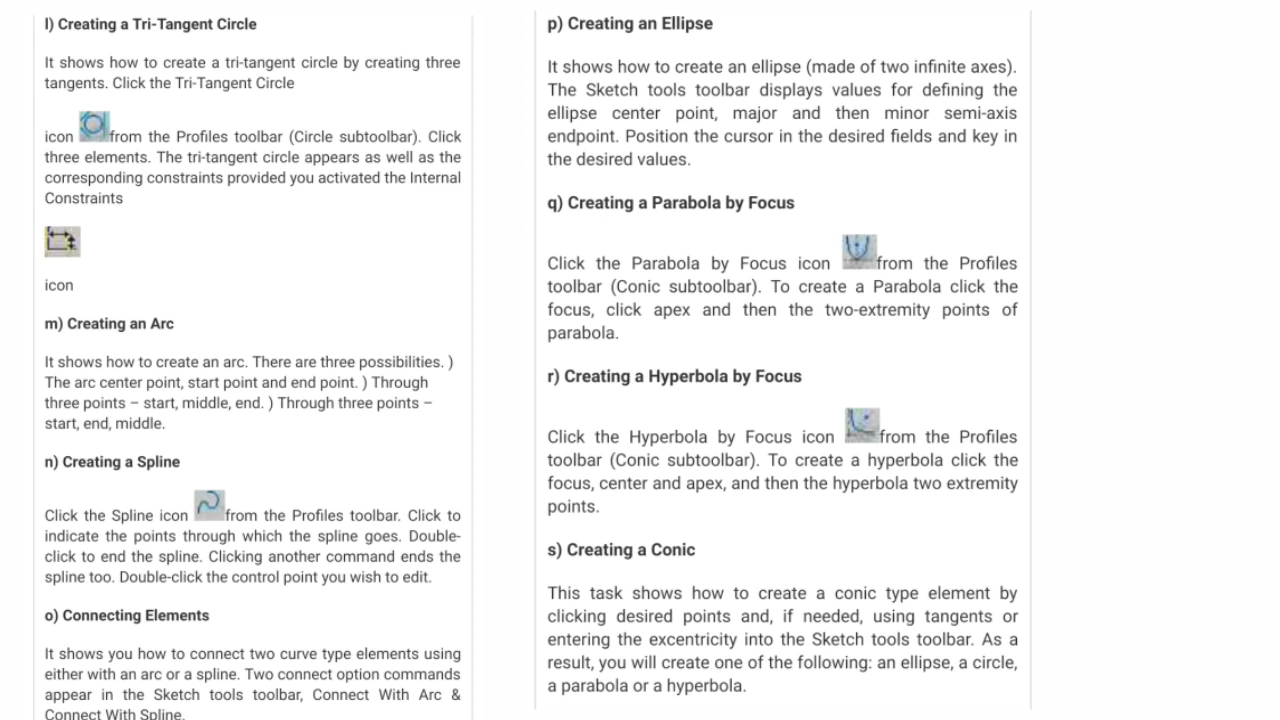 l) Creating a Tri-Tangent Circle
It shows how to create a tri-tangent circle by creating three
tangents. Click the Tri-Tangent Circle
icon from the Profiles toolbar (Circle subtoolbar). Click
three elements. The tri-tangent circle appears as well as the
corresponding constraints provided you activated the Internal
Constraints
icon
m) Creating an Arc
It shows how to create an arc. There are three possibilities. )
The arc center point, start point and end point. ) Through
three points – start, middle, end. ) Through three points –
start, end, middle.
n) Creating a Spline
Click the Spline icon from the Profiles toolbar. Click to
indicate the points through which the spline goes. Double-
click to end the spline. Clicking another command ends the
spline too. Double-click the control point you wish to edit.
o) Connecting Elements
It shows you how to connect two curve type elements using
either with an arc or a spline. Two connect option commands
appear in the Sketch tools toolbar, Connect With Arc &
Connect With Spline.
p) Creating an Ellipse
It shows how to create an ellipse (made of two infinite axes).
The Sketch tools toolbar displays values for defining the
ellipse center point, major and then minor semi-axis
endpoint. Position the cursor in the desired fields and key in
the desired values.
q) Creating a Parabola by Focus
Click the Parabola by Focus icon from the Profiles
toolbar (Conic subtoolbar). To create a Parabola click the
focus, click apex and then the two-extremity points of
parabola.
r) Creating a Hyperbola by Focus
Click the Hyperbola by Focus icon from the Profiles
toolbar (Conic subtoolbar). To create a hyperbola click the
focus, center and apex, and then the hyperbola two extremity
points.
s) Creating a Conic
This task shows how to create a conic type element by
clicking desired points and, if needed, using tangents or
entering the excentricity into the Sketch tools toolbar. As a
result, you will create one of the following: an ellipse, a circle,
a parabola or a hyperbola.